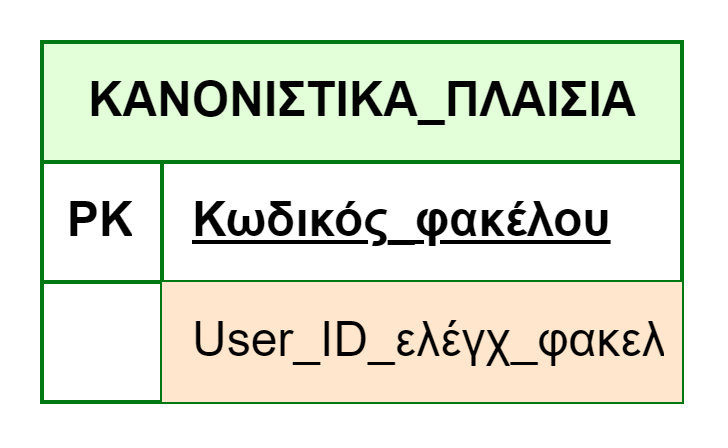 ΚΑΝΟΝΙΣΤΙΚΑ_ΠΛΑΙΣΙΑ
PK Κωδικός_φακέλου
User_ID_ελέγχ_φακελ